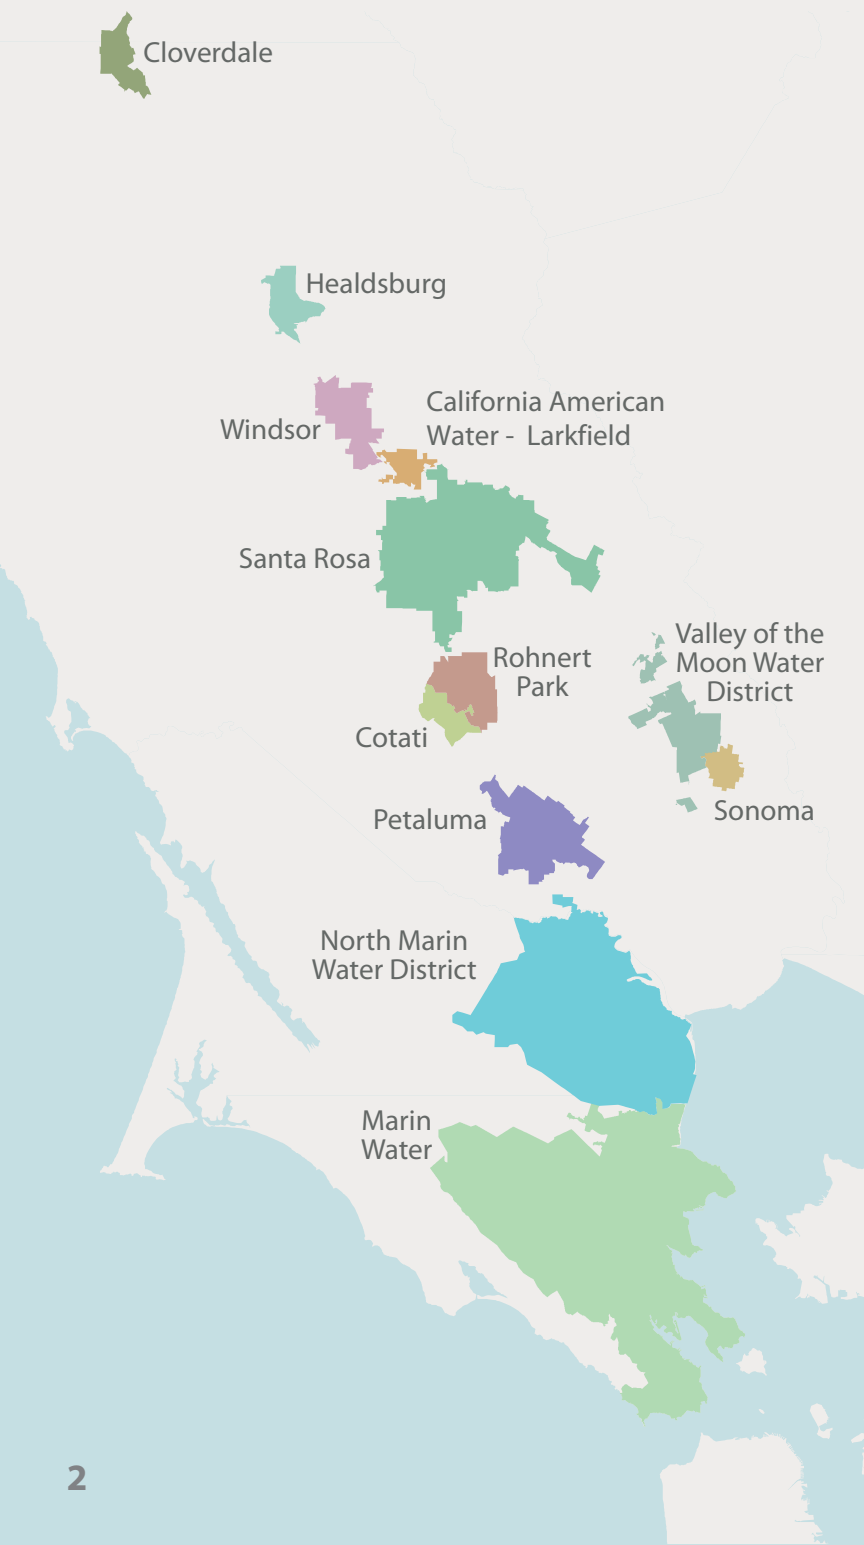 Cloverdale
Healdsburg
California American
Water - Larkfield
Windsor
Santa Rosa
Valley of the
Moon Water
District
Rohnert
Park
Cotati
Sonoma
Petaluma
North Marin
Water District
Marin
Water
2